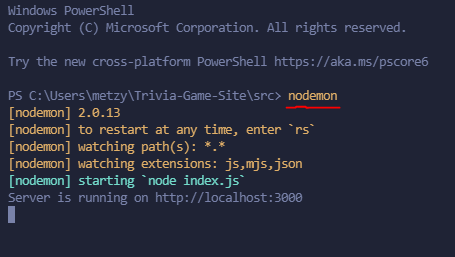 Windows PowerShell
Copyright (C) Microsoft Corporation. All rights reserved.
Try the new cross-platform PowerShell https://aka.ms/pscore6
PS C:\Users\metzy\Trivia-Game-Site\src> nodemon
[nodemon] 2.0.13
[nodemon] to restart at any time, enter `rs`
[nodemon] watching path(s): *.*
[nodemon] watching extensions: js,mjs,json
[nodemon] starting `node index.js`
Server is running on http://localhost:3000